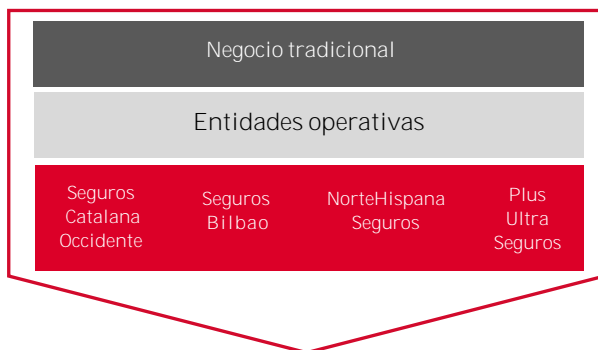 Negocio tradicional
Entidades operativas
Seguros
Catalana
Occidente
Seguros
Bilbao
NorteHispana
Seguros
Plus
Ultra
Seguros